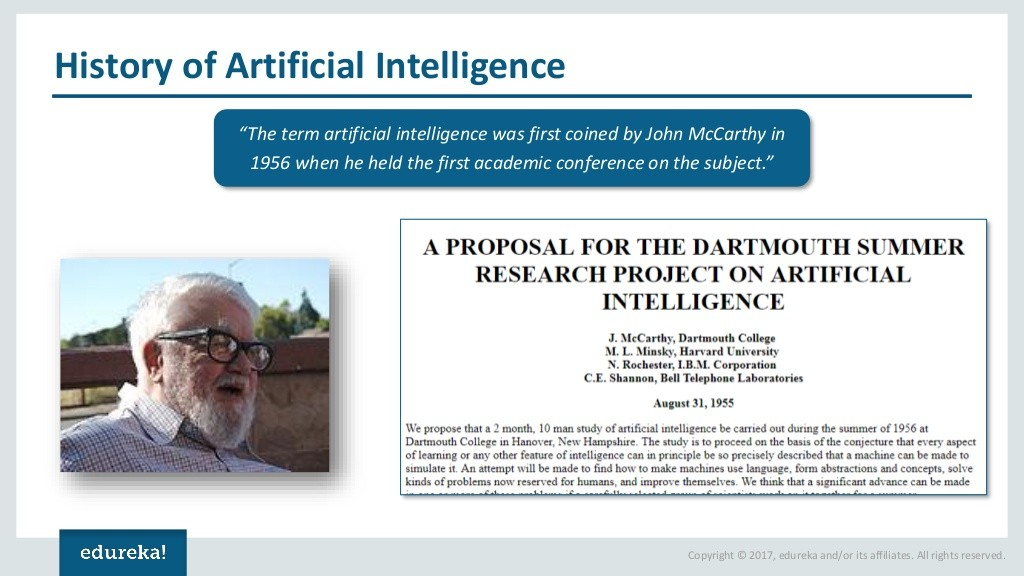 History of Artificial Intelligence
“The term artificial intelligence was first coined by John McCarthy in
1956 when he held the first academic conference on the subject.”
A PROPOSAL FOR THE DARTMOUTH SUMMER
RESEARCH PROJECT ON ARTIFICIAL
INTELLIGENCE
J. McCarthy, Dartmouth College
M. L. Minsky, Harvard University
N. Rochester, I.B.M. Corporation
C.E. Shannon, Bell Telephone Laboratories
August 31, 1955
We propose that a 2 month, 10 man study of artificial intelligence be carried out during the summer of 1956 at
Dartmouth College in Hanover, New Hampshire. The study is to proceed on the basis of the conjecture that every aspect
of learning or any other feature of intelligence can in principle be so precisely described that a machine can be made to
simulate it. An attempt will be made to find how to make machines use language, form abstractions and concepts, solve
kinds of problems now reserved for humans, and improve themselves. We think that a significant advance can be made
edureka!
Copyright © 2017, edureka and/or its affiliates. All rights reserved.